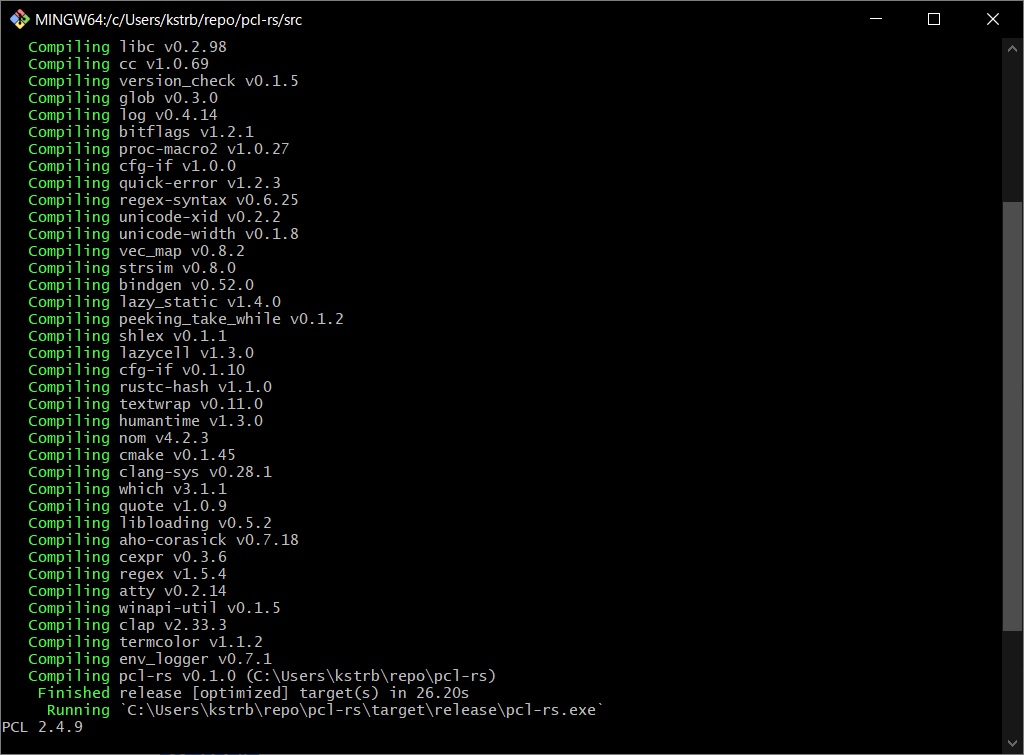 MINGW64:/c/Users/kstrb/repo/pcl-rs/src
Compiling libc v0.2.98
Compiling cc v1.0.69
Compiling version_check v0.1.5
Compiling glob v0.3.0
Compiling log v0.4.14
Compiling bitflags v1.2.1
Compiling proc-macro2 v1.0.27
Compiling cfg-if v1.0.0
Compiling quick-error v1.2.3
Compiling regex-syntax v0.6.25
Compiling unicode-xid v0.2.2
Compiling unicode-width v0.1.8
Compiling vec_map v0.8.2
Compiling strsim v0.8.0
Compiling bindgen v0.52.0
Compiling lazy_static v1.4.0
Compiling peeking_take_while v0.1.2
Compiling shlex v0.1.1
Compiling lazycell v1.3.0
Compiling cfg-if v0.1.10
Compiling rustc-hash v1.1.0
Compiling textwrap v0.11.0
Compiling humantime v1.3.0
Compiling nom v4.2.3
Compiling cmake v0.1.45
Compiling clang-sys v0.28.1
Compiling which v3.1.1
Compiling quote v1.0.9
Compiling libloading v0.5.2
Compiling aho-corasick v0.7.18
Compiling cexpr v0.3.6
Compiling regex v1.5.4
Compiling atty v0.2.14
Compiling winapi-util v0.1.5
Compiling clap v2.33.3
Compiling termcolor v1.1.2
Compiling env_logger v0.7.1
Compiling pcl-rs v0.1.0 (C:\Users\kstrb\repo\pcl-rs)
Finished release [optimized] target(s) in 26.20s
Running `C:\Users\kstrb\repo\pcl-rs\target\release\pcl-rs.exe`
PCL 2.4.9